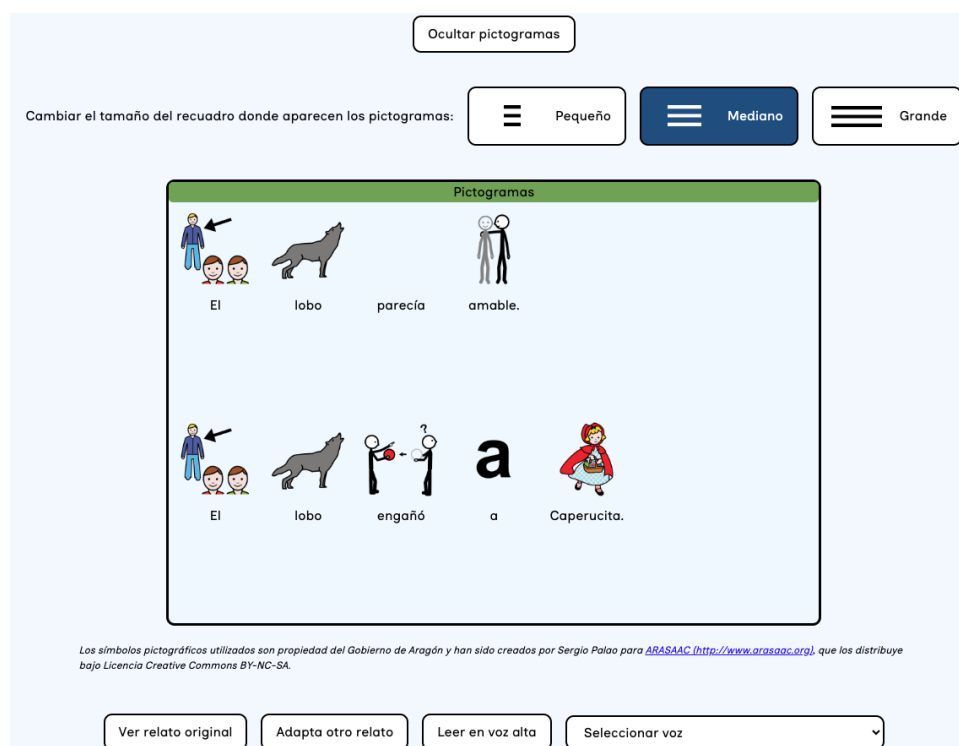 Ocultar pictogramas
Cambiar el tamaño del recuadro donde aparecen los pictogramas:
Pequeño
Mediano
Grande
Pictogramas
El lobo parecía amable.
?
a
El lobo engañó a Caperucita.
Los símbolos pictográficos utilizados son propiedad del Gobierno de Aragón y han sido creados por Sergio Palao para ARASAAC (http://www.arasaac.org), que los distribuye
bajo Licencia Creative Commons BY-NC-SA.
Ver relato original
Adapta otro relato
Leer en voz alta
Seleccionar voz